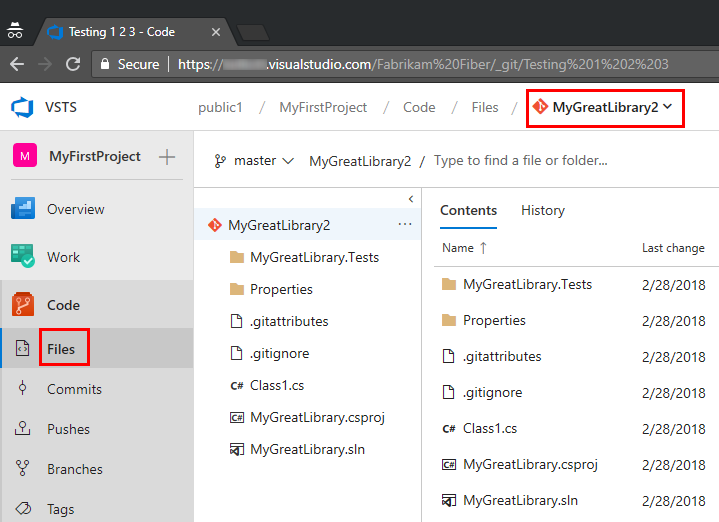 Testing 1 2 3 - Code
Secure https://.visualstudio.com/Fabrikam%20Fiber/_git/Testing%201%202%203
VSTS
public1 / MyFirstProject / Code / Files / MyGreatLibrary2
M MyFirstProject
master MyGreatLibrary2 / Type to find a file or folder...
Overview
Work
Code
Files
Commits
Pushes
Branches
Tags
MyGreatLibrary2 ...
MyGreatLibrary.Tests
Properties
.gitattributes
.gitignore
C# Class1.cs
C# MyGreatLibrary.csproj
MyGreatLibrary.sln
Contents History
Name ↑ Last change
MyGreatLibrary.Tests 2/28/2018
Properties 2/28/2018
.gitattributes 2/28/2018
.gitignore 2/28/2018
C# Class1.cs 2/28/2018
C# MyGreatLibrary.csproj 2/28/2018
MyGreatLibrary.sln 2/28/2018